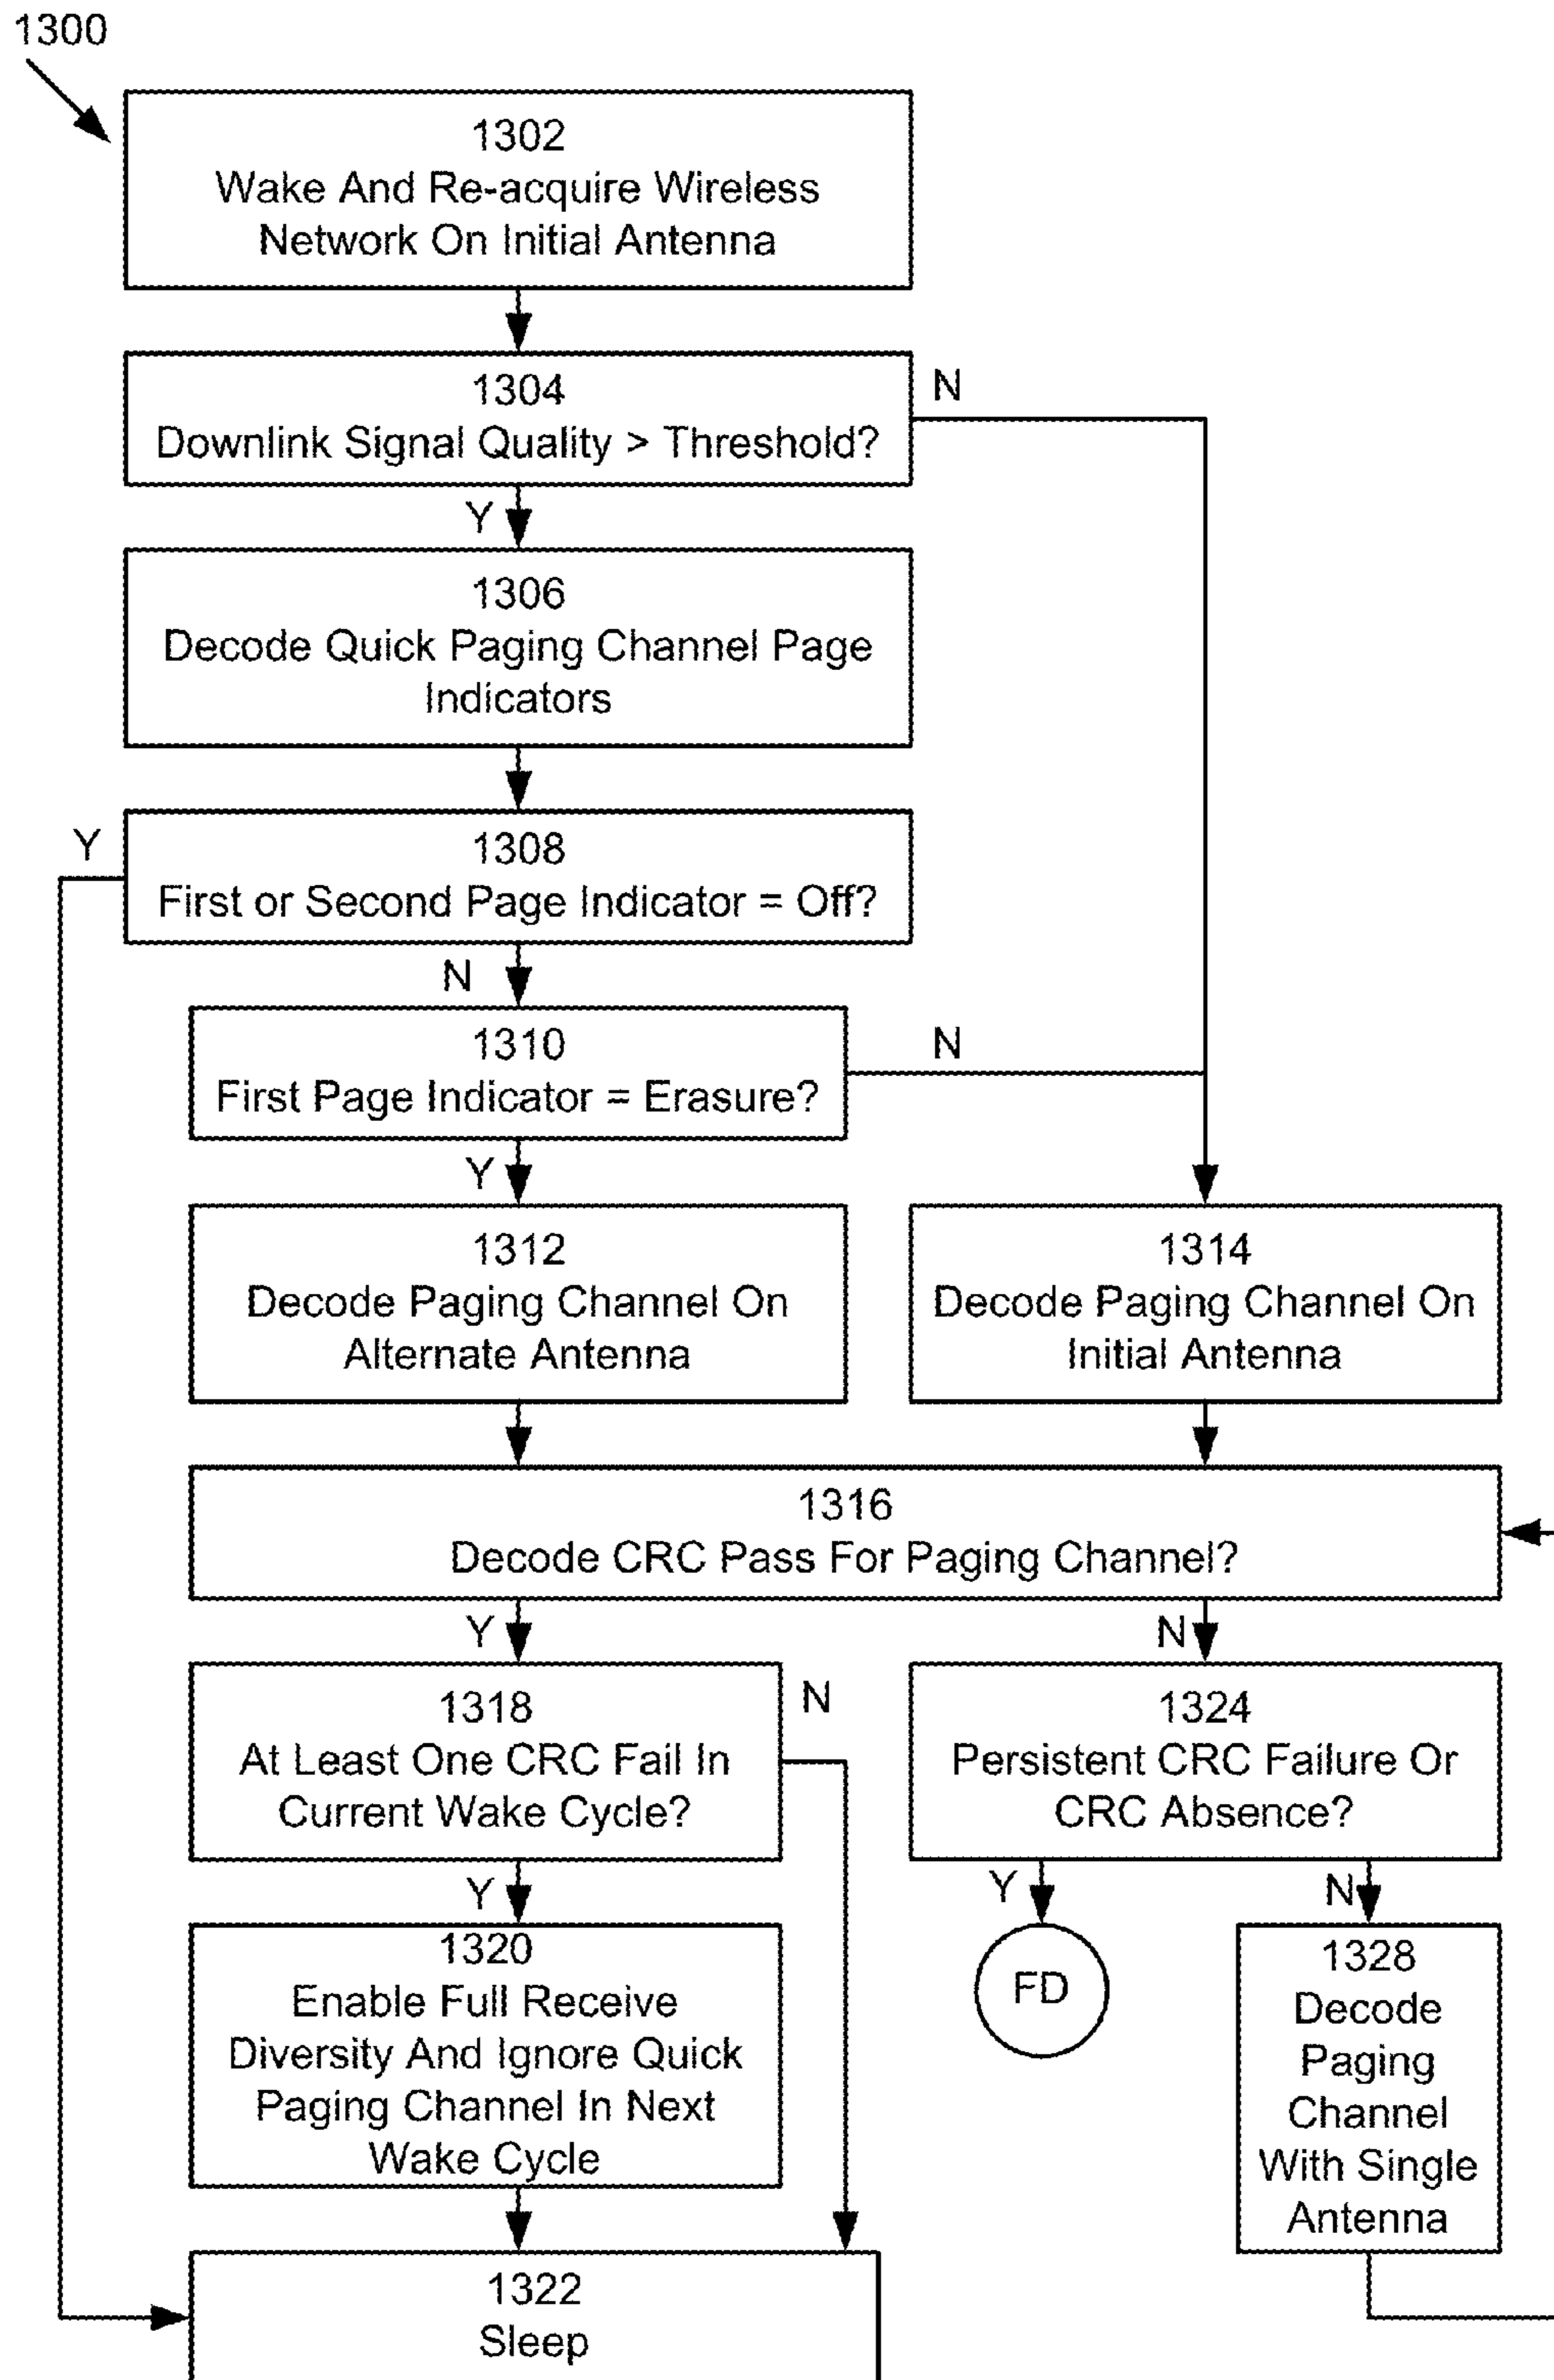 1300
1302
Wake And Re-acquire Wireless
Network On Initial Antenna
1304
Downlink Signal Quality > Threshold?
N
Y
1306
Decode Quick Paging Channel Page
Indicators
Y
1308
First or Second Page Indicator = Off?
N
1310
First Page Indicator = Erasure?
N
Y
1312
Decode Paging Channel On
Alternate Antenna
1314
Decode Paging Channel On
Initial Antenna
1316
Decode CRC Pass For Paging Channel?
Y
N
1318
At Least One CRC Fail In
Current Wake Cycle?
N
1324
Persistent CRC Failure Or
CRC Absence?
Y
Y
N
1320
Enable Full Receive
Diversity And Ignore Quick
Paging Channel In Next
Wake Cycle
FD
1328
Decode
Paging
Channel
With Single
Antenna
1322
Sleep